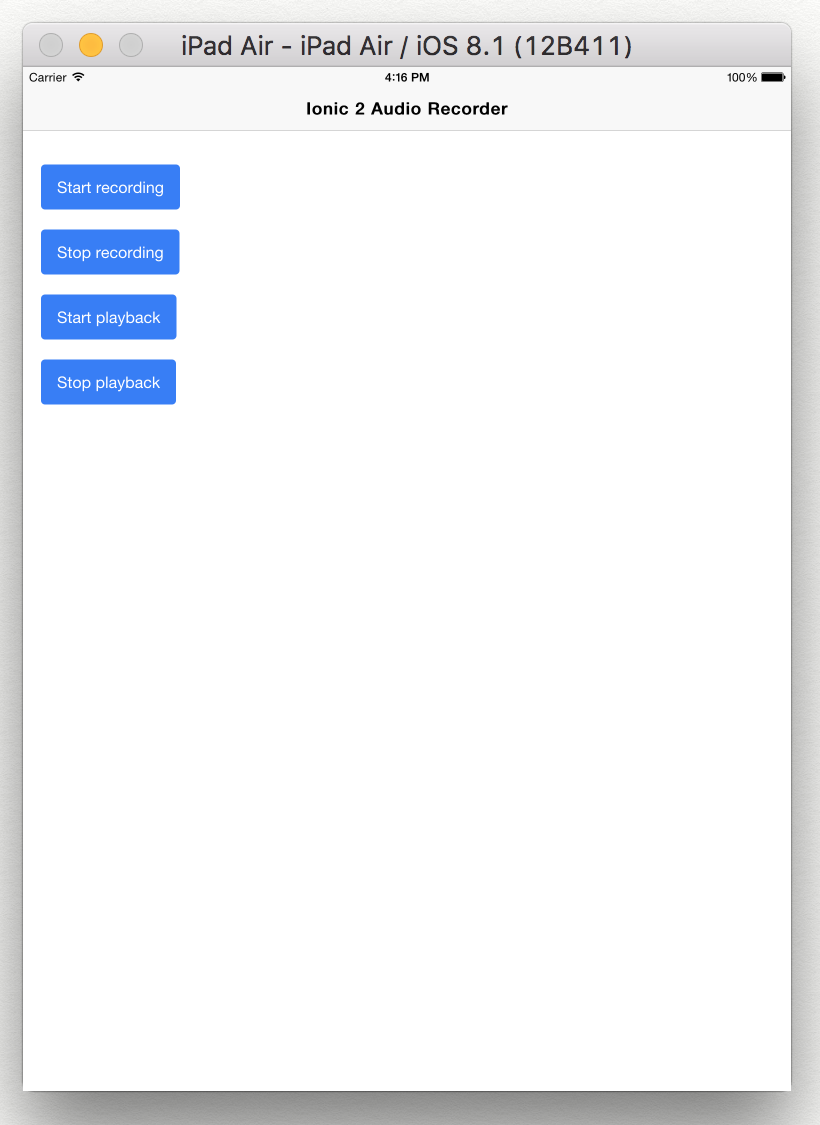 iPad Air - iPad Air / iOS 8.1 (12B411)
Carrier 4:16 PM 100%
Ionic 2 Audio Recorder
Start recording
Stop recording
Start playback
Stop playback